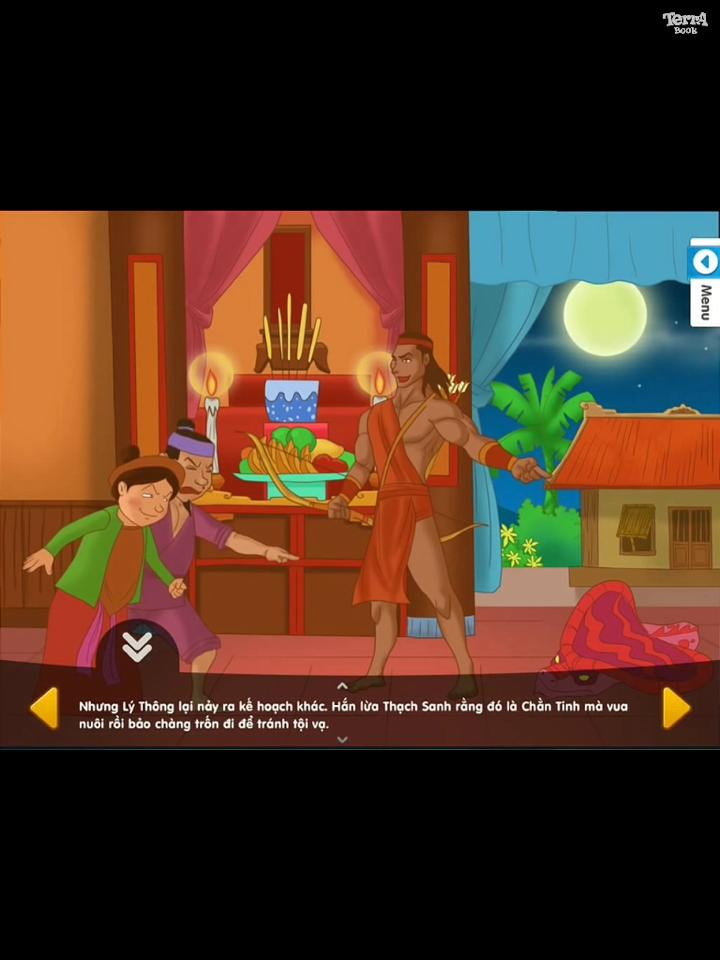 TerrA
BOOK
Menu
Nhưng Lý Thông lại nảy ra kế hoạch khác. Hắn lừa Thạch Sanh rằng đó là Chằn Tinh mà vua
nuôi rồi bảo chàng trốn đi để tránh tội vạ.